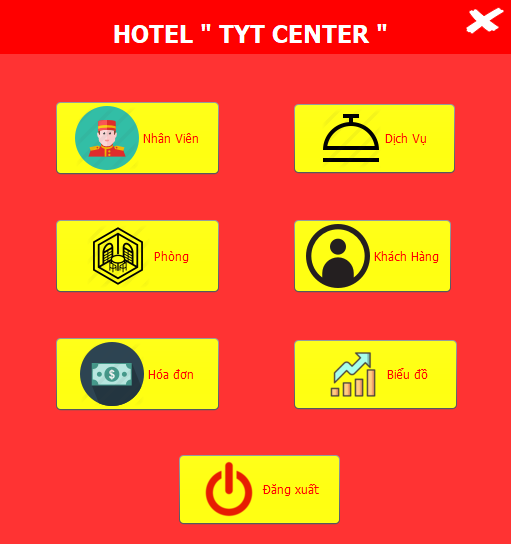 HOTEL " TYT CENTER "
Nhân Viên
Dịch Vụ
Phòng
Khách Hàng
Hóa đơn
Biểu đồ
Đăng xuất